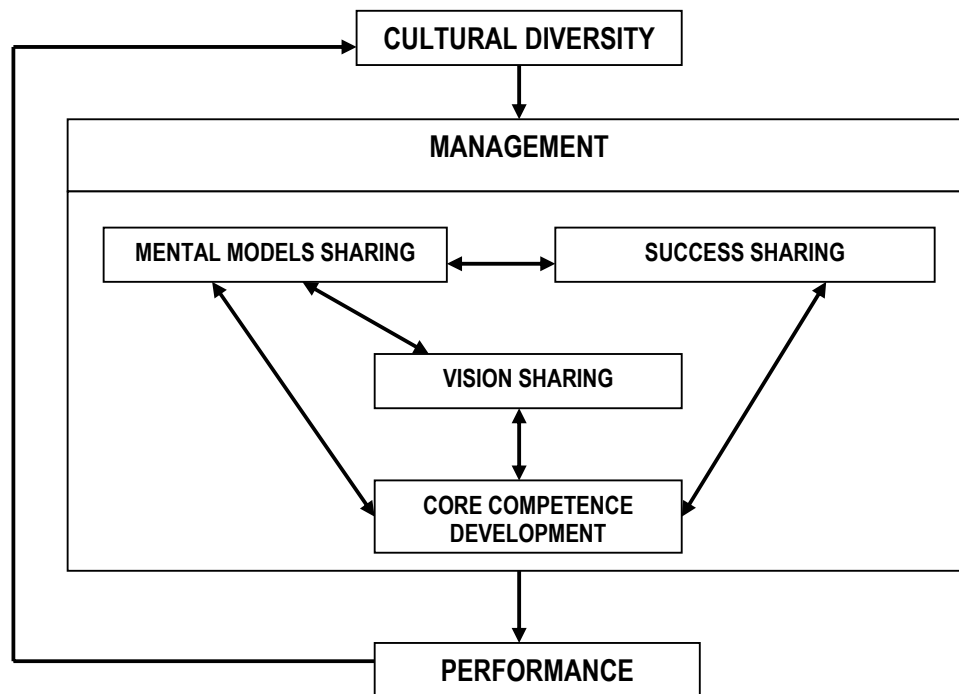 CULTURAL DIVERSITY
MANAGEMENT
MENTAL MODELS SHARING
SUCCESS SHARING
VISION SHARING
CORE COMPETENCE
DEVELOPMENT
PERFORMANCE